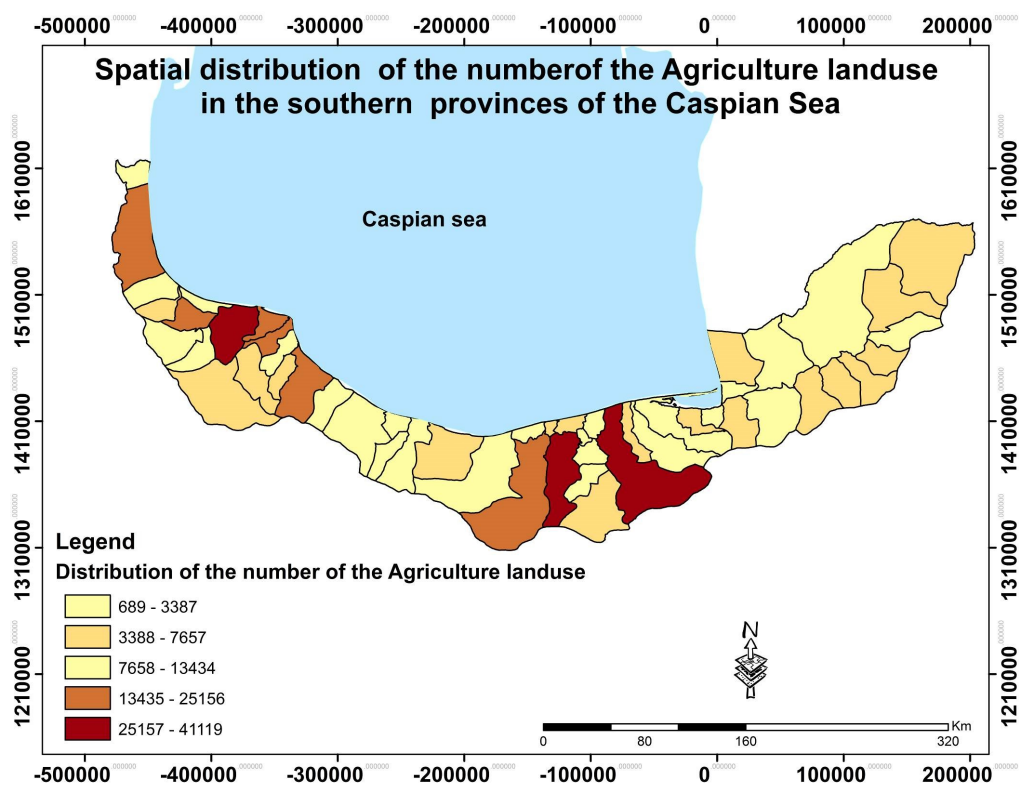 -500000 -400000 -300000 -200000 -100000 0 100000 200000
Spatial distribution of the numberof the Agriculture landuse
in the southern provinces of the Caspian Sea
1610000 1610000
Caspian sea
1510000 1510000
1410000 1410000
1310000 1310000
Legend
Distribution of the number of the Agriculture landuse
689 - 3387
3388 - 7657
7658 - 13434
13435 - 25156
25157 - 41119
1210000 1210000
N
Km
0 80 160 320
-500000 -400000 -300000 -200000 -100000 0 100000 200000